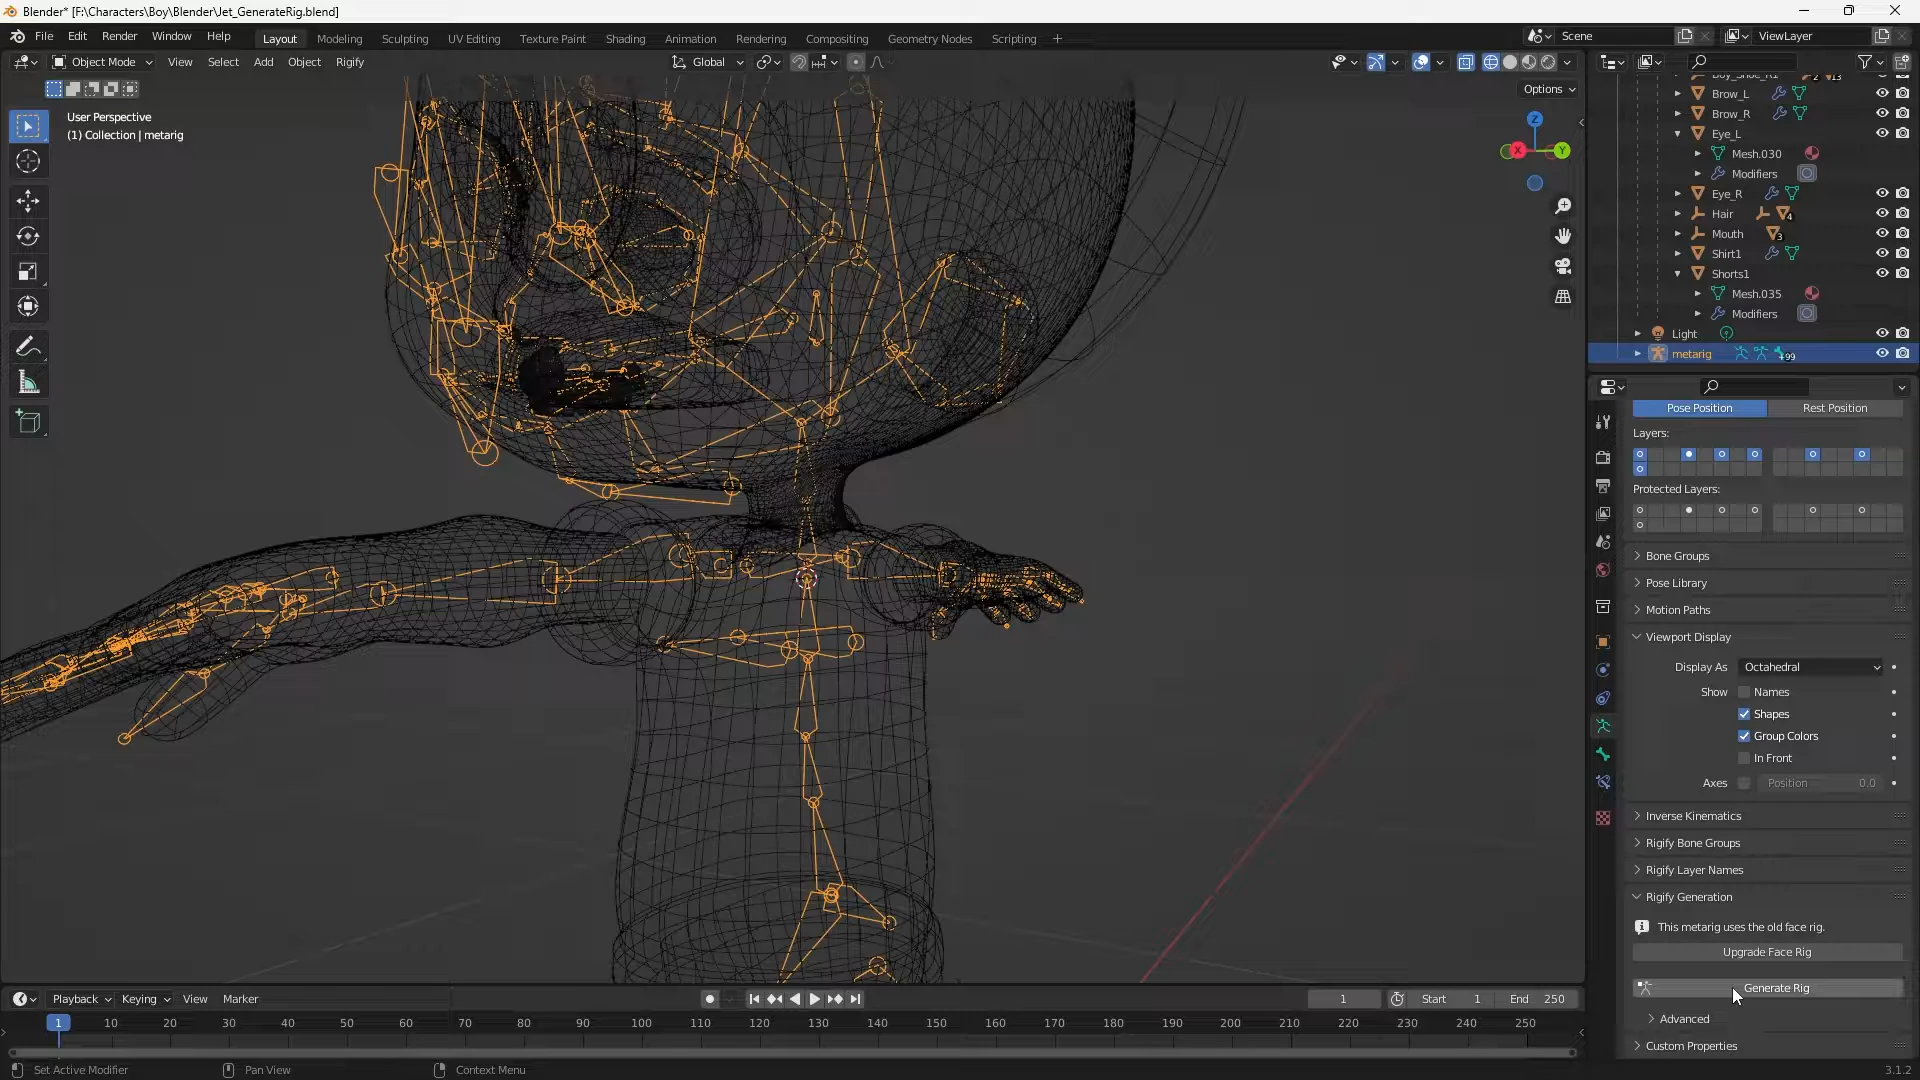 Blender* [F:\Characters\Boy\Blender\Jet_GenerateRig.blend]
File Edit Render Window Help Layout Modeling Sculpting UV Editing Texture Paint Shading Animation Rendering Compositing Geometry Nodes Scripting + Scene ViewLayer
Object Mode View Select Add Object Rigify Global
Options
User Perspective
(1) Collection | metarig
Z
X Y
Boy_Shoe_R1 2 13
Brow_L
Brow_R
Eye_L
Mesh.030
Modifiers
Eye_R
Hair 4
Mouth 3
Shirt1
Shorts1
Mesh.035
Modifiers
Light
metarig +99
Pose Position Rest Position
Layers:
Protected Layers:
Bone Groups
Pose Library
Motion Paths
Viewport Display
Display As Octahedral
Show Names
Shapes
Group Colors
In Front
Axes Position 0.0
Inverse Kinematics
Rigify Bone Groups
Rigify Layer Names
Rigify Generation
This metarig uses the old face rig.
Upgrade Face Rig
Generate Rig
Advanced
Custom Properties
Playback Keying View Marker 1 Start 1 End 250
1 10 20 30 40 50 60 70 80 90 100 110 120 130 140 150 160 170 180 190 200 210 220 230 240 250
Set Active Modifier Pan View Context Menu 3.1.2